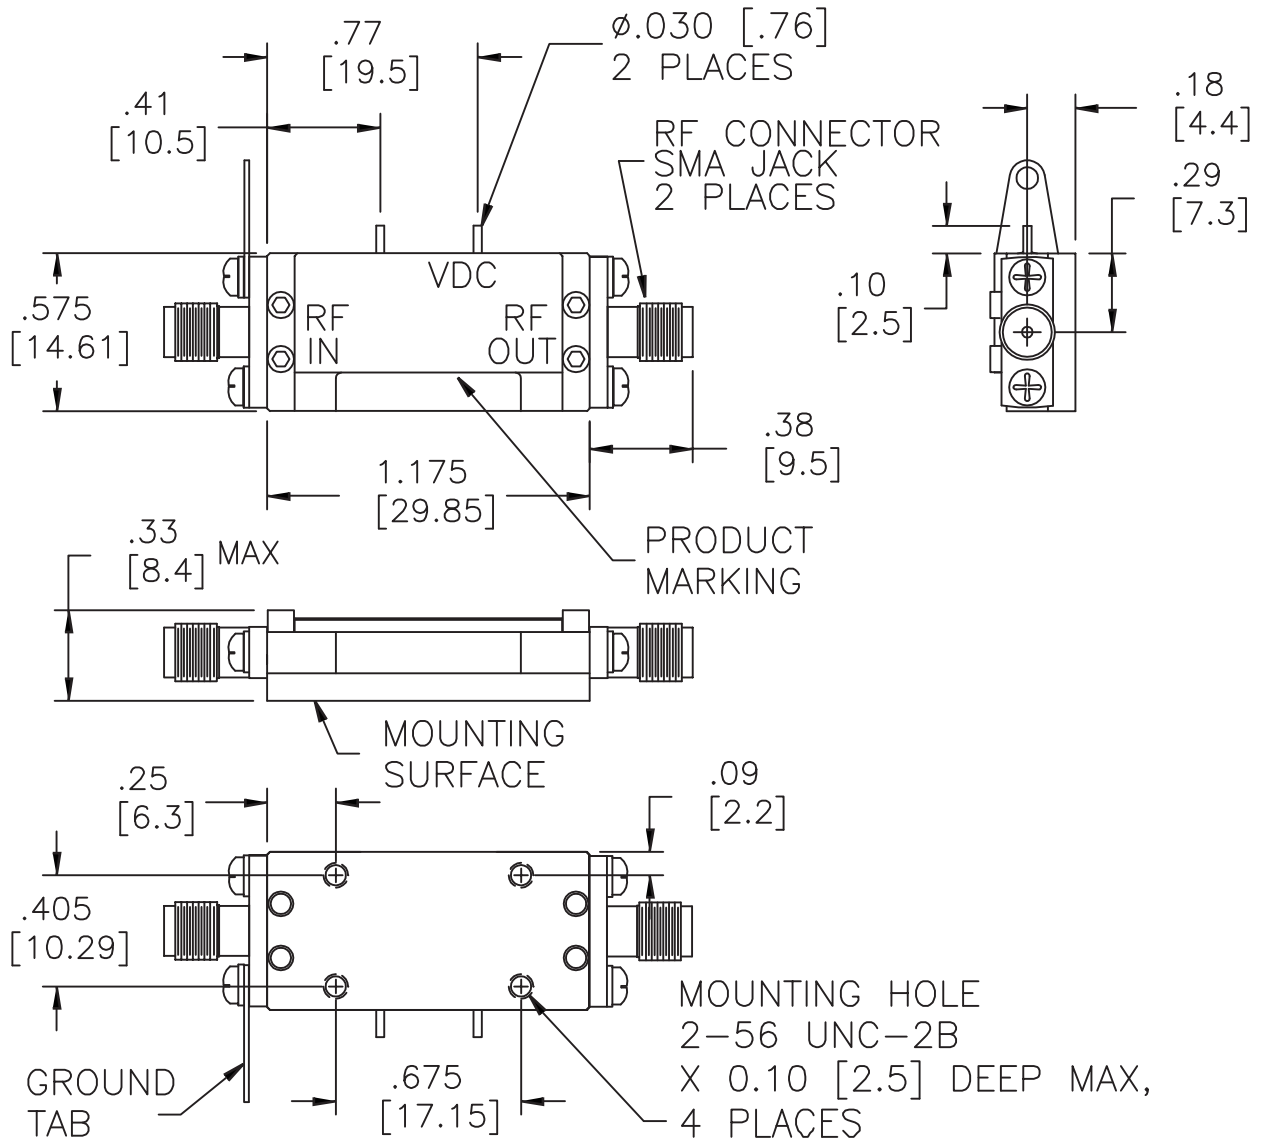 .77
[19.5]
ø.030 [.76]
2 PLACES
.41
[10.5]
RF CONNECTOR
SMA JACK
2 PLACES
.18
[4.4]
.29
[7.3]
.10
[2.5]
.575
[14.61]
VDC
RF
IN
RF
OUT
.38
[9.5]
1.175
[29.85]
PRODUCT
MARKING
.33
[8.4] MAX
MOUNTING
SURFACE
.25
[6.3]
.09
[2.2]
.405
[10.29]
GROUND
TAB
.675
[17.15]
MOUNTING HOLE
2-56 UNC-2B
X 0.10 [2.5] DEEP MAX,
4 PLACES